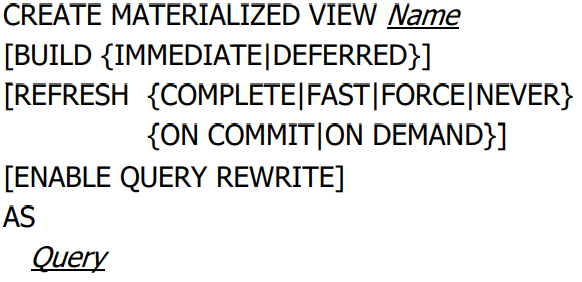 CREATE MATERIALIZED VIEW Name
[BUILD {IMMEDIATE|DEFERRED}]
[REFRESH {COMPLETE|FAST|FORCE|NEVER}
{ON COMMIT|ON DEMAND}]
[ENABLE QUERY REWRITE]
AS
Query